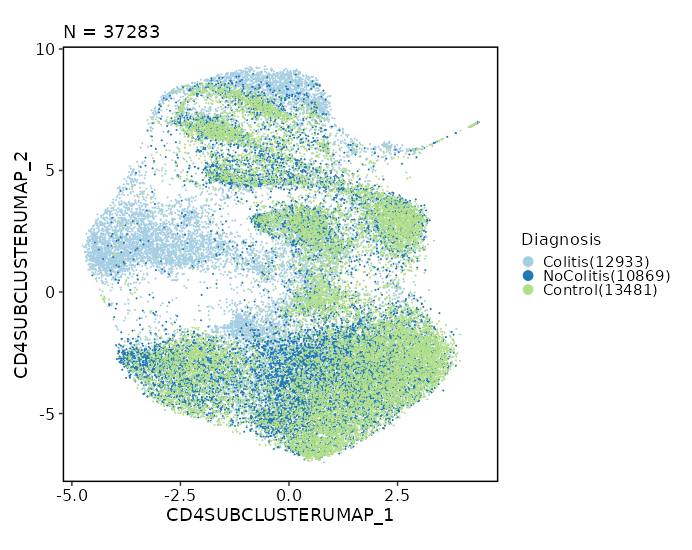 N = 37283
10
5
0
-5
-5.0 -2.5 0.0 2.5
CD4SUBCLUSTERUMAP_1
CD4SUBCLUSTERUMAP_2
Diagnosis
Colitis(12933)
NoColitis(10869)
Control(13481)